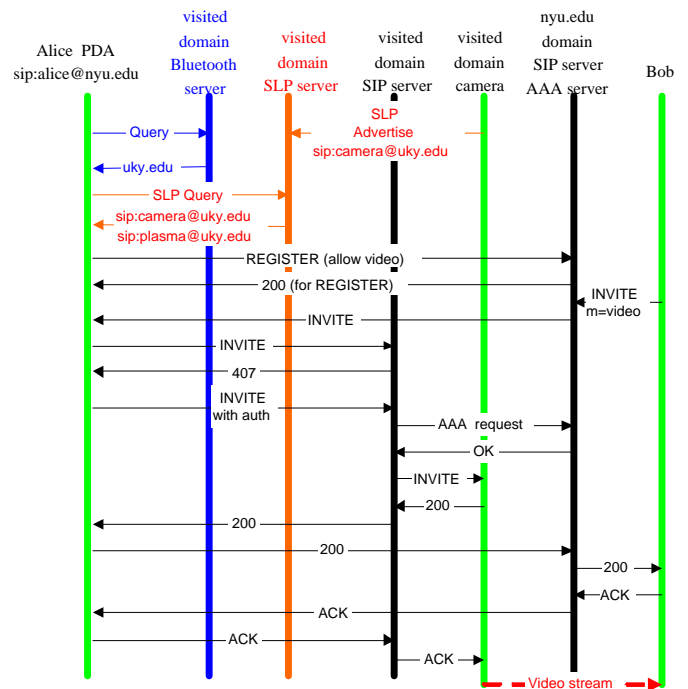 Alice PDA
sip:alice@nyu.edu
visited
domain
Bluetooth
server
visited
domain
SLP server
visited
domain
SIP server
visited
domain
camera
nyu.edu
domain
SIP server
AAA server
Bob
Query
SLP
Advertise
sip:camera@uky.edu
uky.edu
SLP Query
sip:camera@uky.edu
sip:plasma@uky.edu
REGISTER (allow video)
200 (for REGISTER)
INVITE
m=video
INVITE
INVITE
407
INVITE
with auth
AAA request
OK
INVITE
200
200
200
200
ACK
ACK
ACK
ACK
Video stream